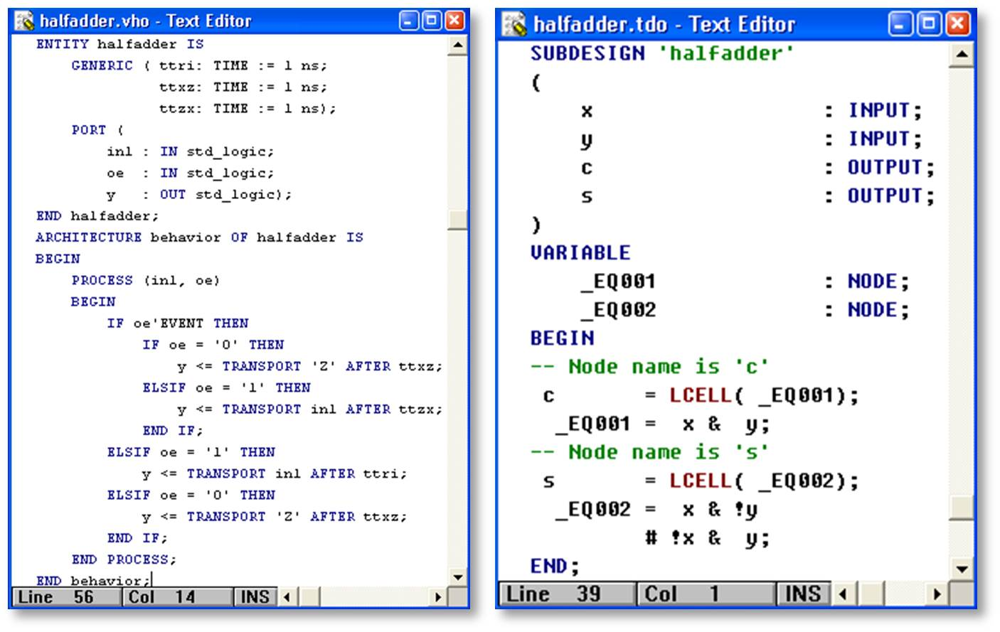 halfadder.vho - Text Editor
ENTITY halfadder IS
GENERIC ( ttri: TIME := 1 ns;
ttxz: TIME := 1 ns;
ttzx: TIME := 1 ns);
PORT (
in1 : IN std_logic;
oe : IN std_logic;
y : OUT std_logic);
END halfadder;
ARCHITECTURE behavior OF halfadder IS
BEGIN
PROCESS (in1, oe)
BEGIN
IF oe'EVENT THEN
IF oe = '0' THEN
y <= TRANSPORT 'Z' AFTER ttxz;
ELSIF oe = '1' THEN
y <= TRANSPORT in1 AFTER ttzx;
END IF;
ELSIF oe = '1' THEN
y <= TRANSPORT in1 AFTER ttri;
ELSIF oe = '0' THEN
y <= TRANSPORT 'Z' AFTER ttxz;
END IF;
END PROCESS;
END behavior;
Line 56 Col 14 INS
halfadder.tdo - Text Editor
SUBDESIGN 'halfadder'
(
x : INPUT;
y : INPUT;
c : OUTPUT;
s : OUTPUT;
)
VARIABLE
_EQ001 : NODE;
_EQ002 : NODE;
BEGIN
-- Node name is 'c'
c = LCELL( _EQ001);
_EQ001 = x & y;
-- Node name is 's'
s = LCELL( _EQ002);
_EQ002 = x & !y
# !x & y;
END;
Line 39 Col 1 INS